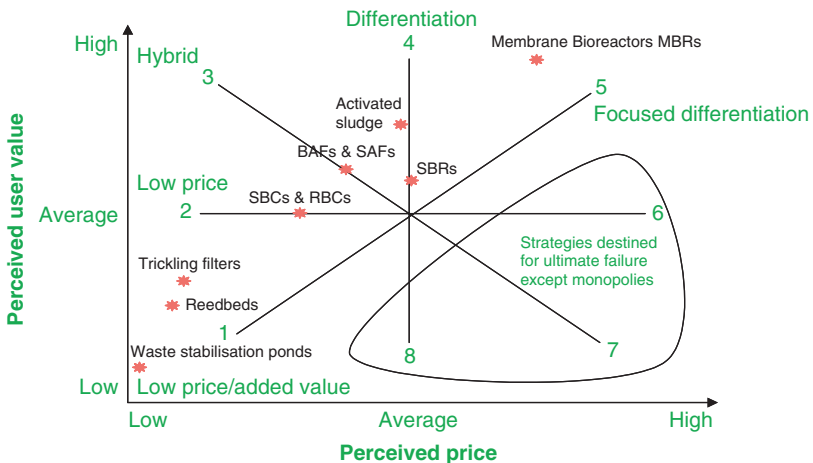 Differentiation
4
Membrane Bioreactors MBRs
High
Hybrid
3
5
Focused differentiation
Activated
sludge
BAFs & SAFs
SBRs
Low price
SBCs & RBCs
Average
2
6
Perceived user value
Strategies destined
for ultimate failure
except monopolies
Trickling filters
Reedbeds
1
Waste stabilisation ponds
8
7
Low
Low price/added value
Low
Average
High
Perceived price